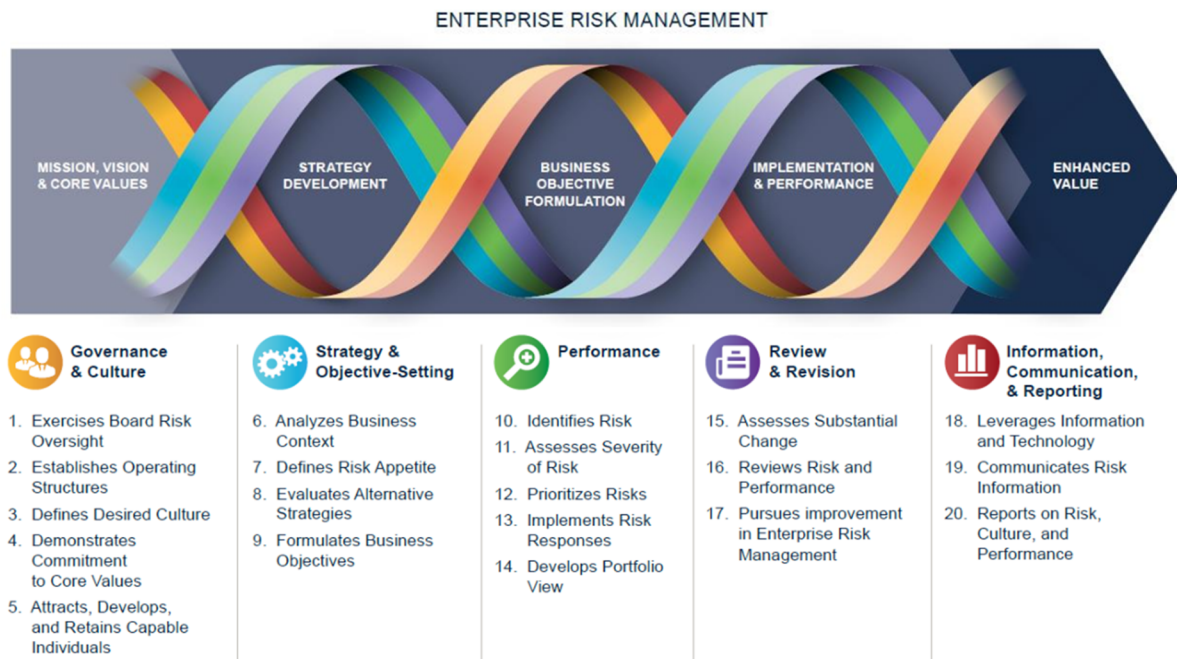 ENTERPRISE RISK MANAGEMENT
MISSION, VISION
& CORE VALUES
STRATEGY
DEVELOPMENT
BUSINESS
OBJECTIVE
FORMULATION
IMPLEMENTATION
& PERFORMANCE
ENHANCED
VALUE
Governance
& Culture
1. Exercises Board Risk
Oversight
2. Establishes Operating
Structures
3. Defines Desired Culture
4. Demonstrates
Commitment
to Core Values
5. Attracts, Develops,
and Retains Capable
Individuals
Strategy &
Objective-Setting
6. Analyzes Business
Context
7. Defines Risk Appetite
8. Evaluates Alternative
Strategies
9. Formulates Business
Objectives
Performance
10. Identifies Risk
11. Assesses Severity
of Risk
12. Prioritizes Risks
13. Implements Risk
Responses
14. Develops Portfolio
View
Review
& Revision
15. Assesses Substantial
Change
16. Reviews Risk and
Performance
17. Pursues improvement
in Enterprise Risk
Management
Information,
Communication,
& Reporting
18. Leverages Information
and Technology
19. Communicates Risk
Information
20. Reports on Risk,
Culture, and
Performance